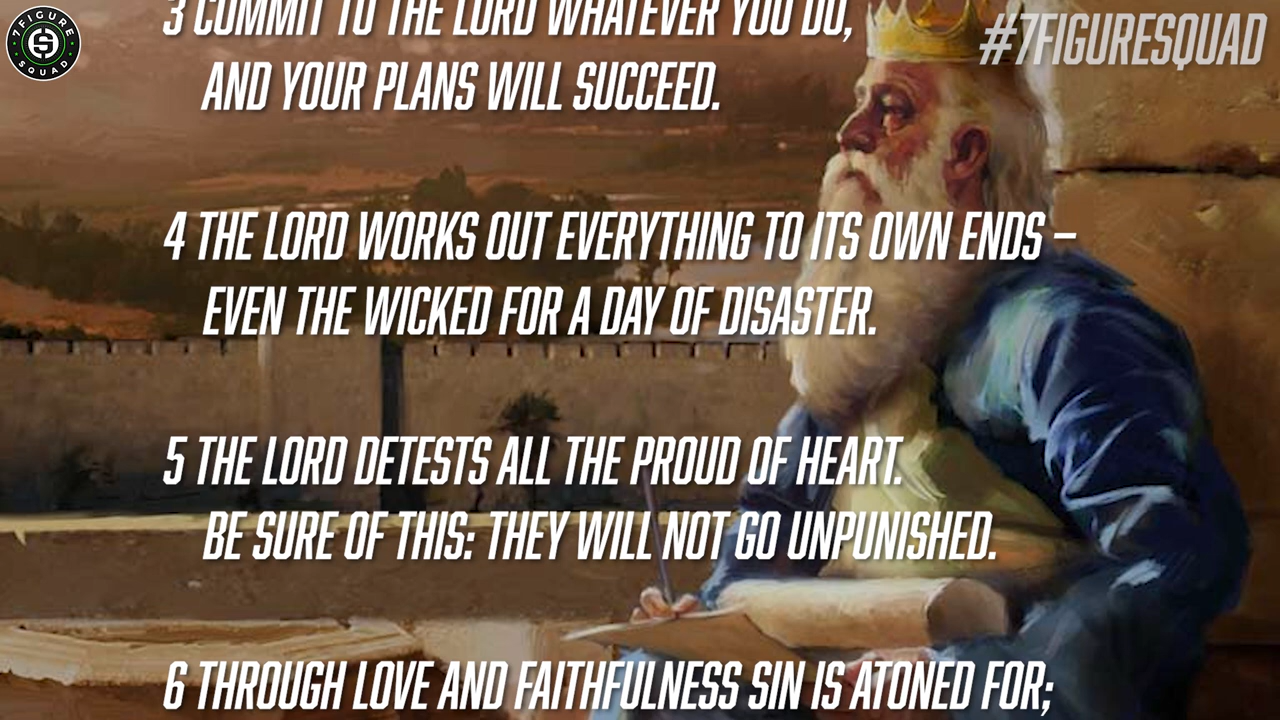 3 COMMIT TO THE LORD WHATEVER YOU DO,
AND YOUR PLANS WILL SUCCEED.
4 THE LORD WORKS OUT EVERYTHING TO ITS OWN ENDS –
EVEN THE WICKED FOR A DAY OF DISASTER.
5 THE LORD DETESTS ALL THE PROUD OF HEART.
BE SURE OF THIS: THEY WILL NOT GO UNPUNISHED.
6 THROUGH LOVE AND FAITHFULNESS SIN IS ATONED FOR;
#7FIGURESQUAD
7FIGURE
SQUAD